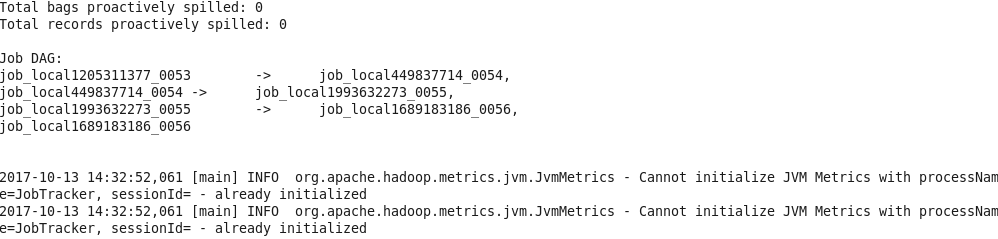 Total bags proactively spilled: 0
Total records proactively spilled: 0
Job DAG:
job_local1205311377_0053        ->      job_local449837714_0054,
job_local449837714_0054 ->      job_local1993632273_0055,
job_local1993632273_0055        ->      job_local1689183186_0056,
job_local1689183186_0056
2017-10-13 14:32:52,061 [main] INFO  org.apache.hadoop.metrics.jvm.JvmMetrics - Cannot initialize JVM Metrics with processNam
e=JobTracker, sessionId= - already initialized
2017-10-13 14:32:52,061 [main] INFO  org.apache.hadoop.metrics.jvm.JvmMetrics - Cannot initialize JVM Metrics with processNam
e=JobTracker, sessionId= - already initialized